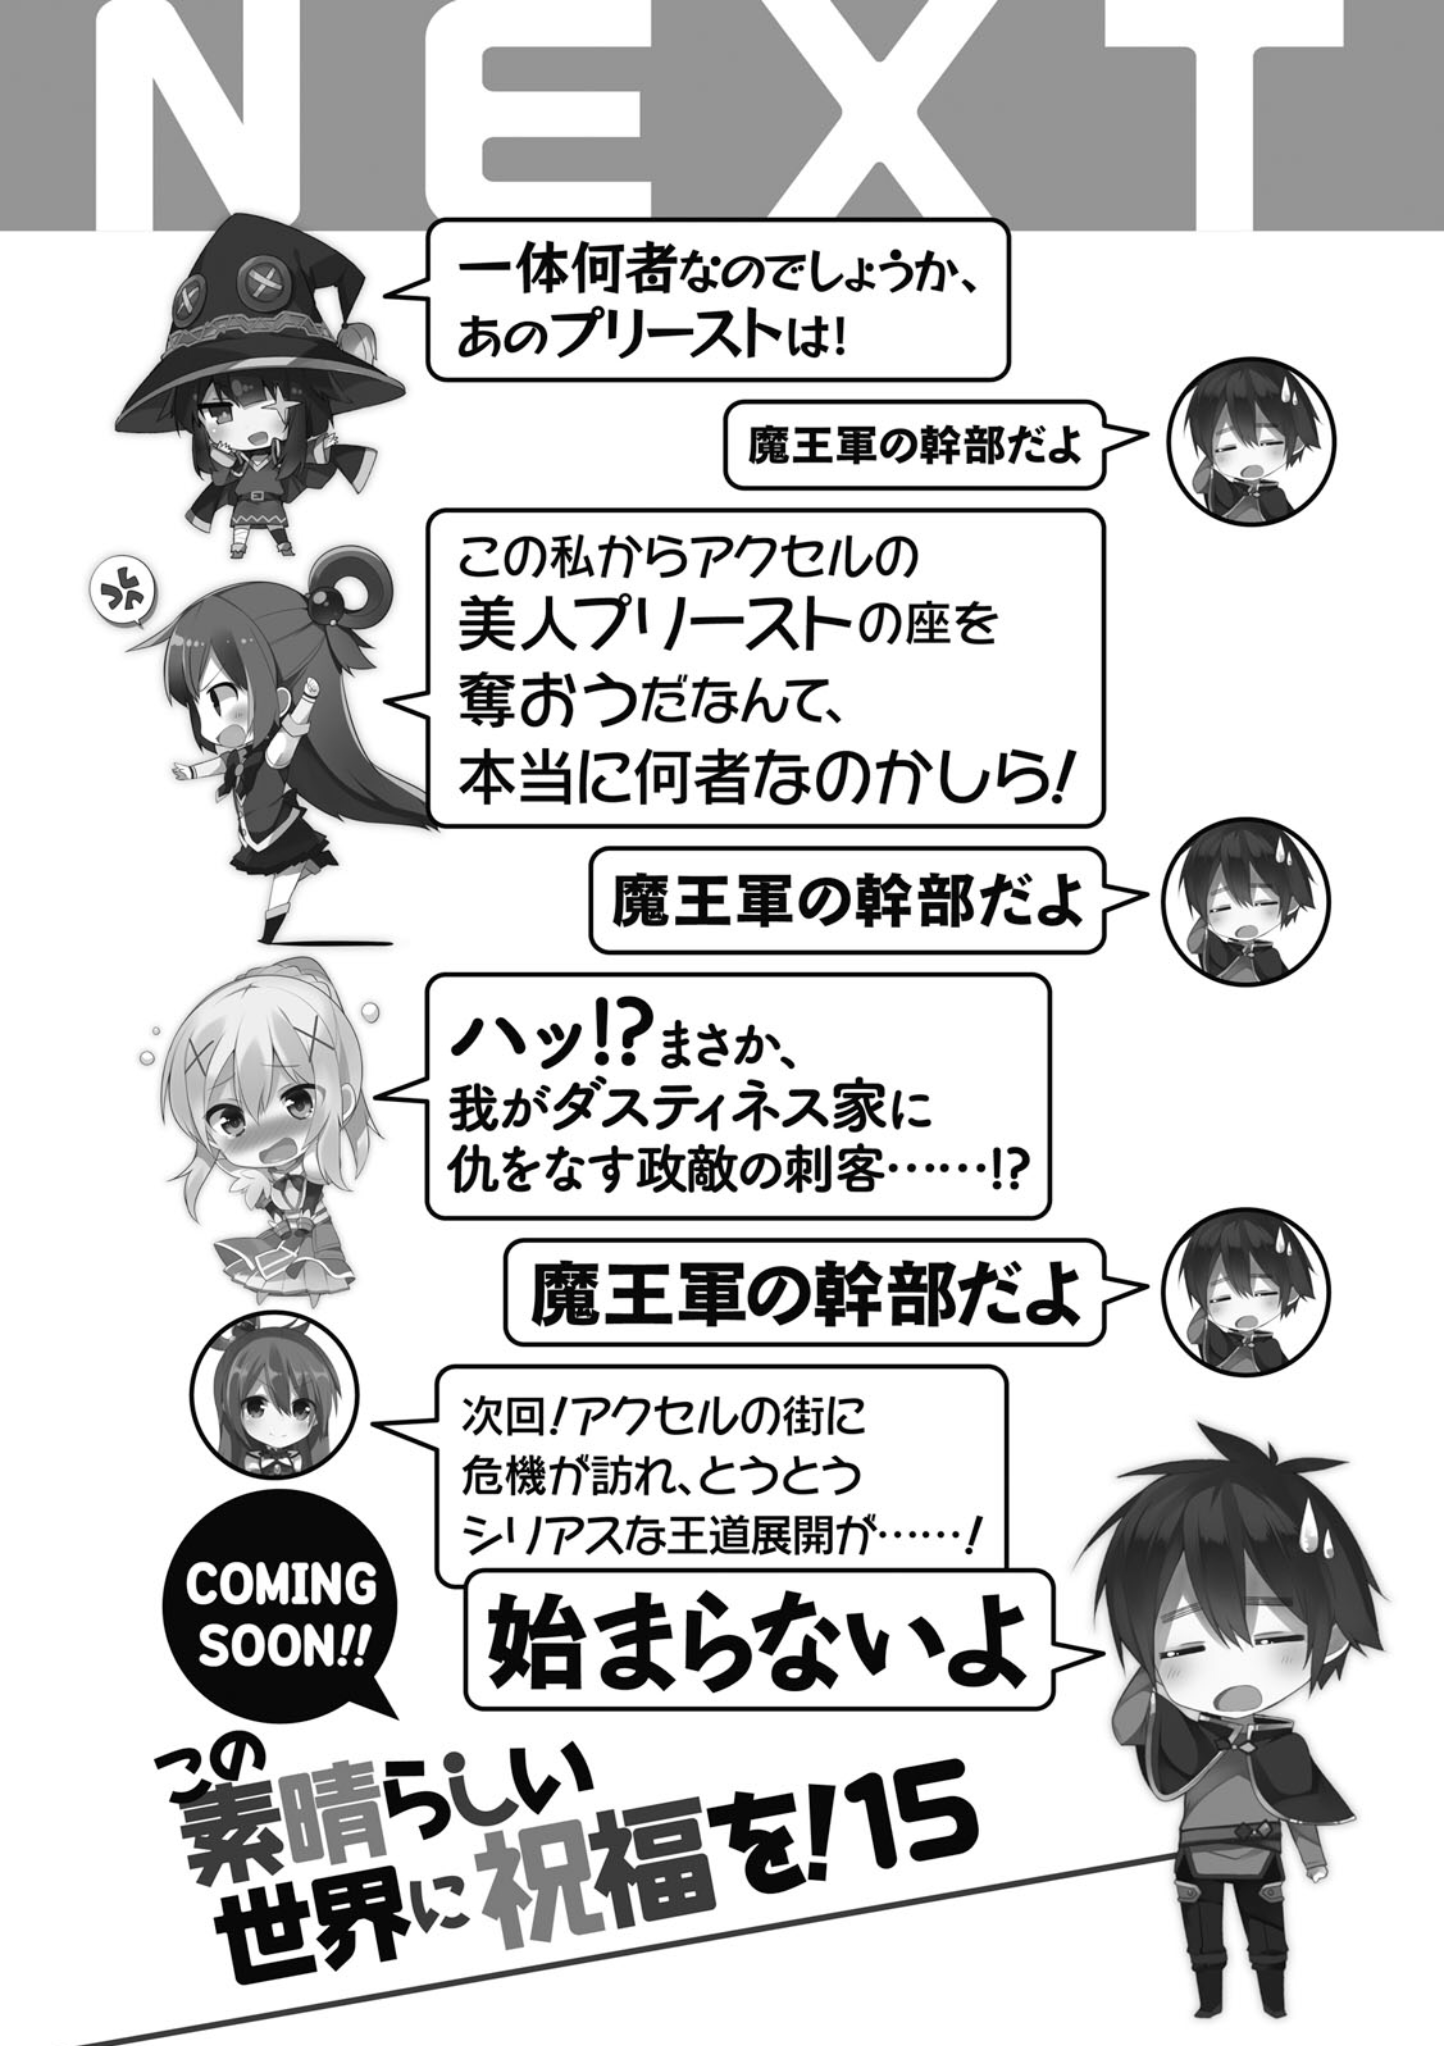 NEXT
一体何者なのでしょうか、
あのプリーストは!
魔王軍の幹部だよ
この私からアクセルの
美人プリーストの座を
奪おうだなんて、
本当に何者なのかしら!
魔王軍の幹部だよ
ハッ!?まさか、
我がダスティネス家に
仇をなす政敵の刺客……!?
魔王軍の幹部だよ
次回!アクセルの街に
危機が訪れ、とうとう
シリアスな王道展開が……!
始まらないよ
COMING
SOON!!
この
素晴らしい
世界に祝福を!15